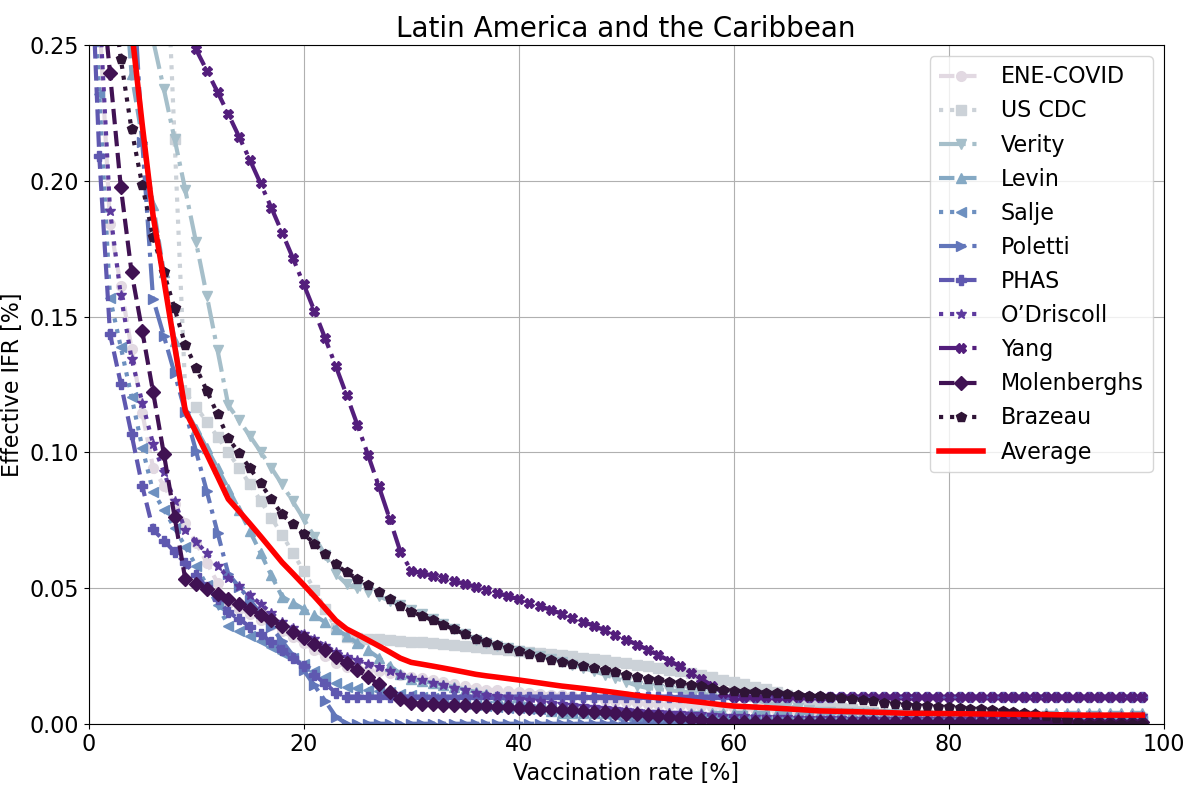 Latin America and the Caribbean
Effective IFR [%]
0.25
0.20
0.15
0.10
0.05
0.00
0
20
40
60
80
100
Vaccination rate [%]
ENE-COVID
US CDC
Verity
Levin
Salje
Poletti
PHAS
O’Driscoll
Yang
Molenberghs
Brazeau
Average